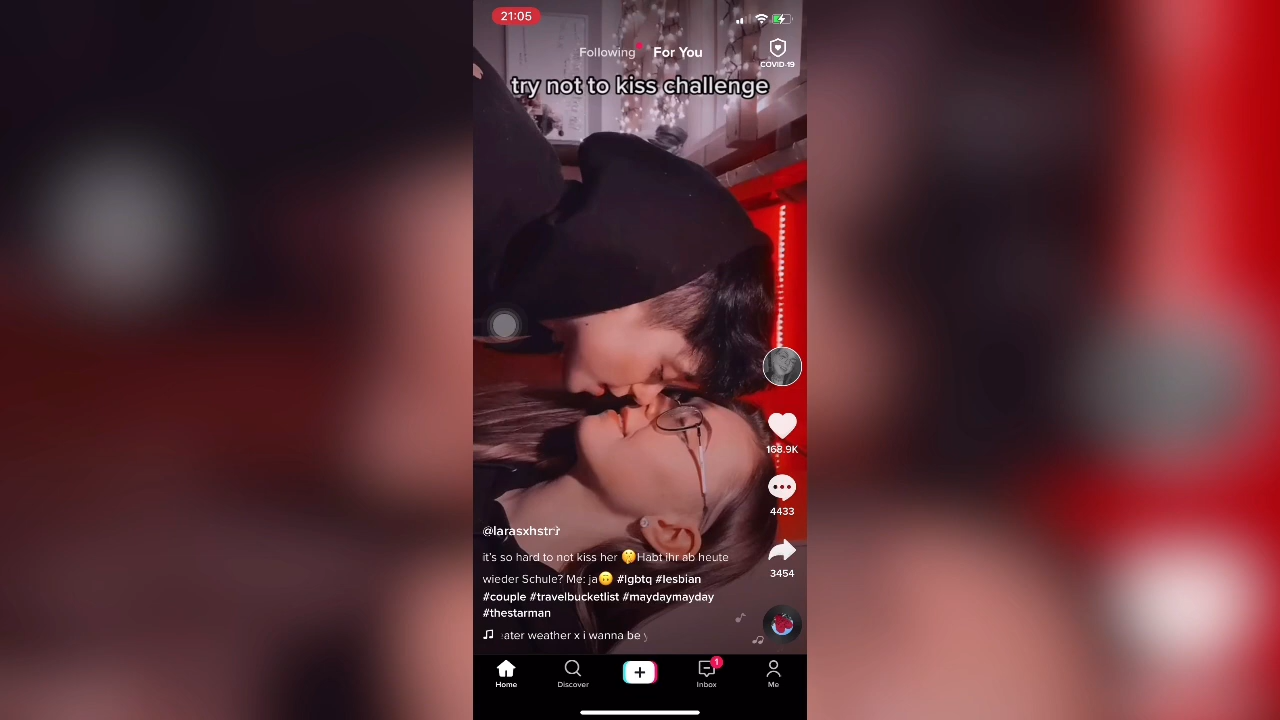 21:05
Following For You
COVID-19
try not to kiss challenge
168.9K
4433
3454
it's so hard to not kiss her 🤫Habt ihr ab heute
wieder Schule? Me: ja🙃 #lgbtq #lesbian
#couple #travelbucketlist #maydaymayday
#thestarman
ater weather x i wanna be y
Home Discover Inbox 1 Me